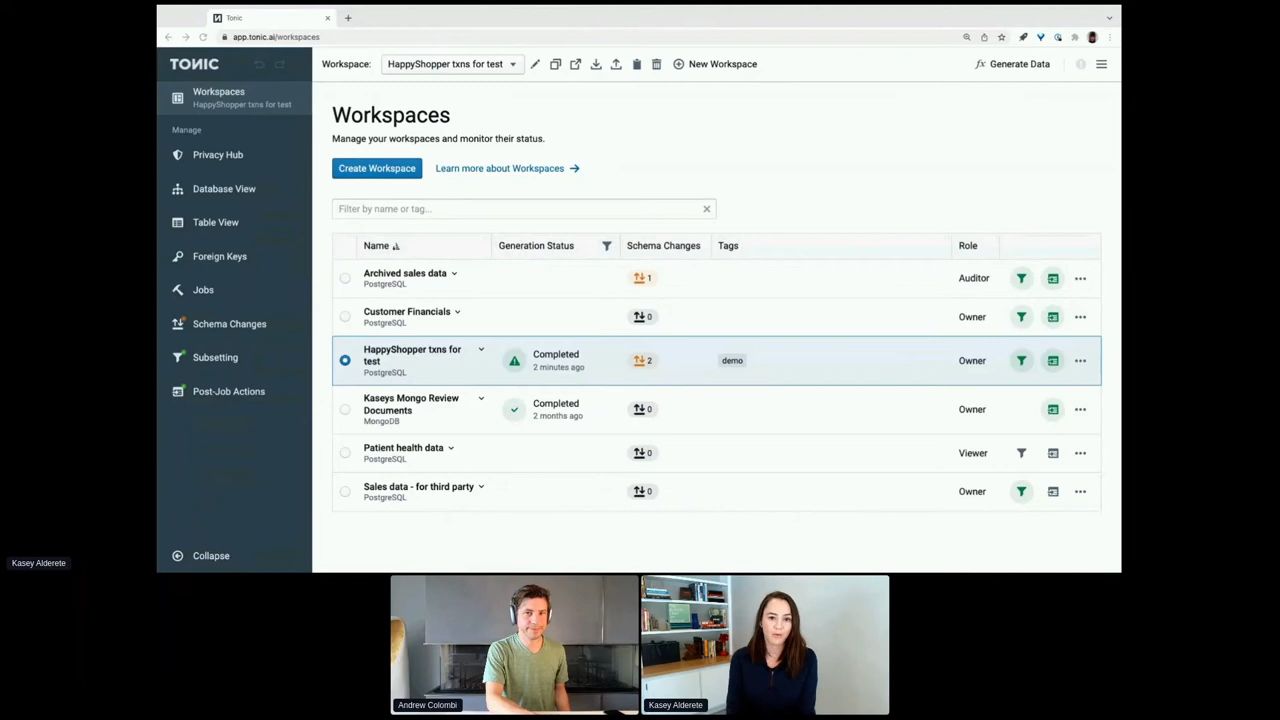 Tonic
app.tonic.ai/workspaces
TONIC
Workspace: HappyShopper txns for test
New Workspace
fx Generate Data
Workspaces
HappyShopper txns for test
Manage
Privacy Hub
Database View
Table View
Foreign Keys
Jobs
Schema Changes
Subsetting
Post-Job Actions
Collapse
Workspaces
Manage your workspaces and monitor their status.
Create Workspace
Learn more about Workspaces
Filter by name or tag...
Name Generation Status Schema Changes Tags Role
Archived sales data 1 Auditor
PostgreSQL
Customer Financials 0 Owner
PostgreSQL
HappyShopper txns for
test
PostgreSQL
Completed
2 minutes ago
2 demo Owner
Kaseys Mongo Review
Documents
MongoDB
Completed
2 months ago
0 Owner
Patient health data 0 Viewer
PostgreSQL
Sales data - for third party 0 Owner
PostgreSQL
Kasey Alderete
Andrew Colombi
Kasey Alderete